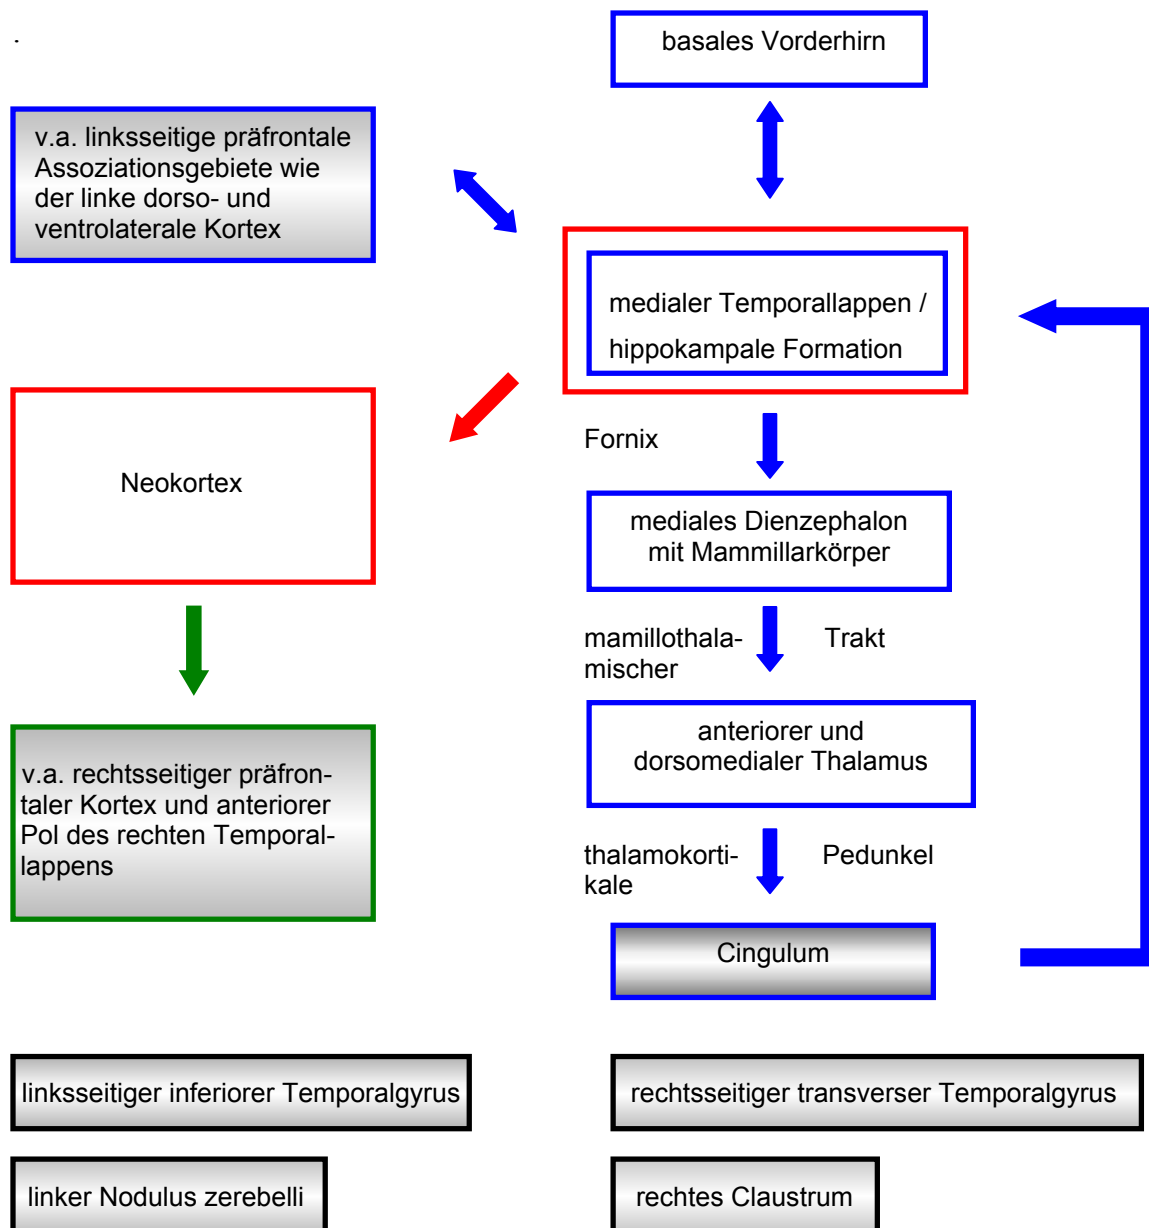 .
basales Vorderhirn
v.a. linksseitige präfrontale
Assoziationsgebiete wie
der linke dorso- und
ventrolaterale Kortex
medialer Temporallappen /
hippokampale Formation
Fornix
Neokortex
mediales Dienzephalon
mit Mammillarkörper
mamillothala- Trakt
mischer
anteriorer und
dorsomedialer Thalamus
v.a. rechtsseitiger präfron-
taler Kortex und anteriorer
Pol des rechten Temporal-
lappens
thalamokorti- Pedunkel
kale
Cingulum
linksseitiger inferiorer Temporalgyrus
rechtsseitiger transverser Temporalgyrus
linker Nodulus zerebelli
rechtes Claustrum